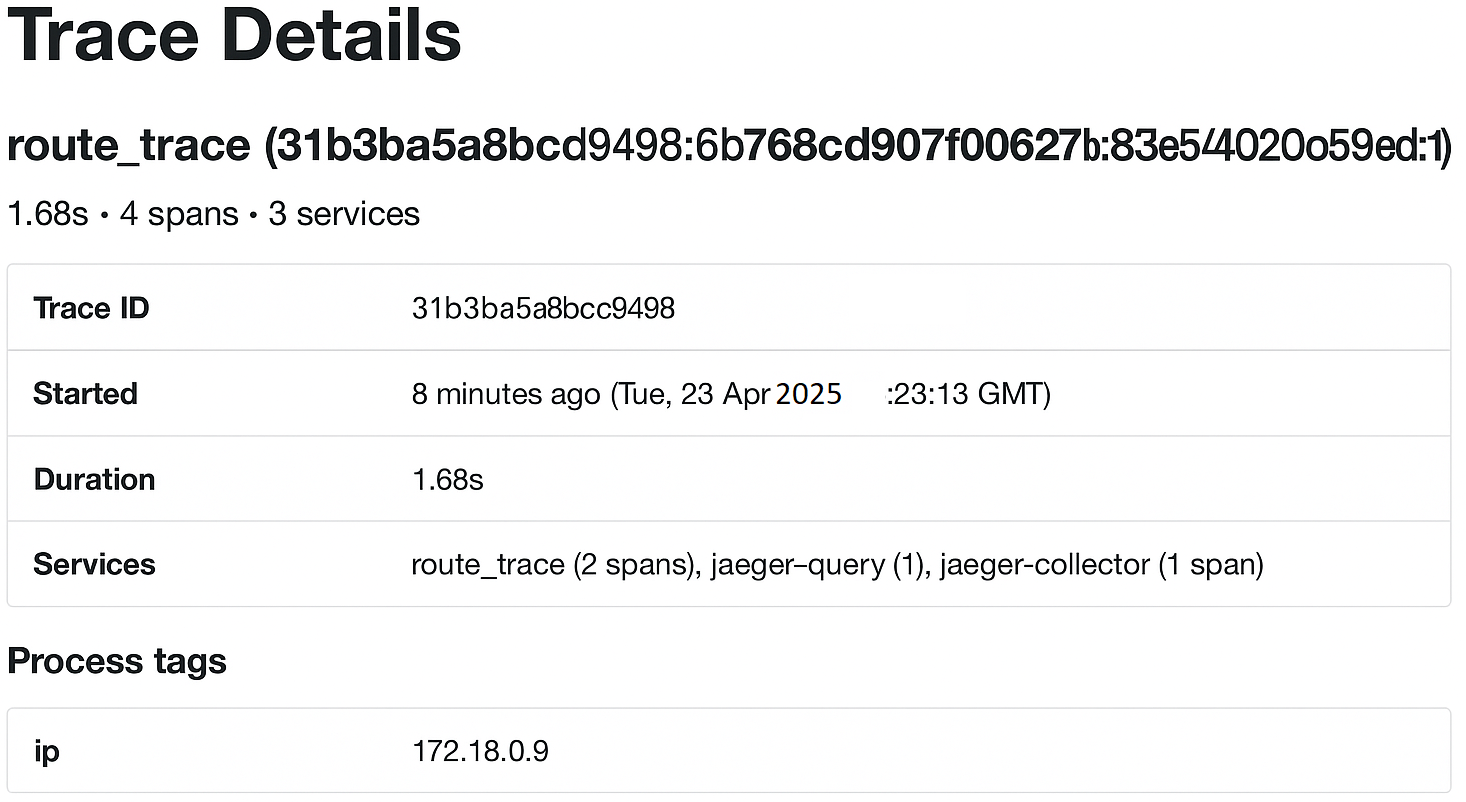 Trace Details
route_trace (31b3ba5a8bcd9498:6b768cd907f00627b:83e5/4020o59ed:1)
1.68s • 4 spans • 3 services
Trace ID 31b3ba5a8bcc9498
Started 8 minutes ago (Tue, 23 Apr 2025 :23:13 GMT)
Duration 1.68s
Services route_trace (2 spans), jaeger–query (1), jaeger-collector (1 span)
Process tags
ip 172.18.0.9